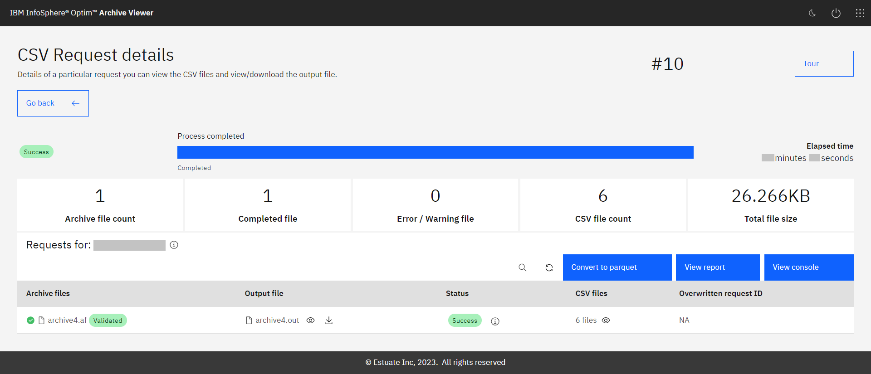 IBM InfoSphere® Optim™ Archive Viewer
CSV Request details
Details of a particular request you can view the CSV files and view/download the output file.
#10
Tour
Go back
Process completed
Success
Completed
Elapsed time
minutes seconds
1
Archive file count
1
Completed file
0
Error / Warning file
6
CSV file count
26.266KB
Total file size
Requests for:
Convert to parquet
View report
View console
Archive files Output file Status CSV files Overwritten request ID
archive4.al Validated archive4.out Success 6 files NA
© Estuate Inc, 2023. All rights reserved